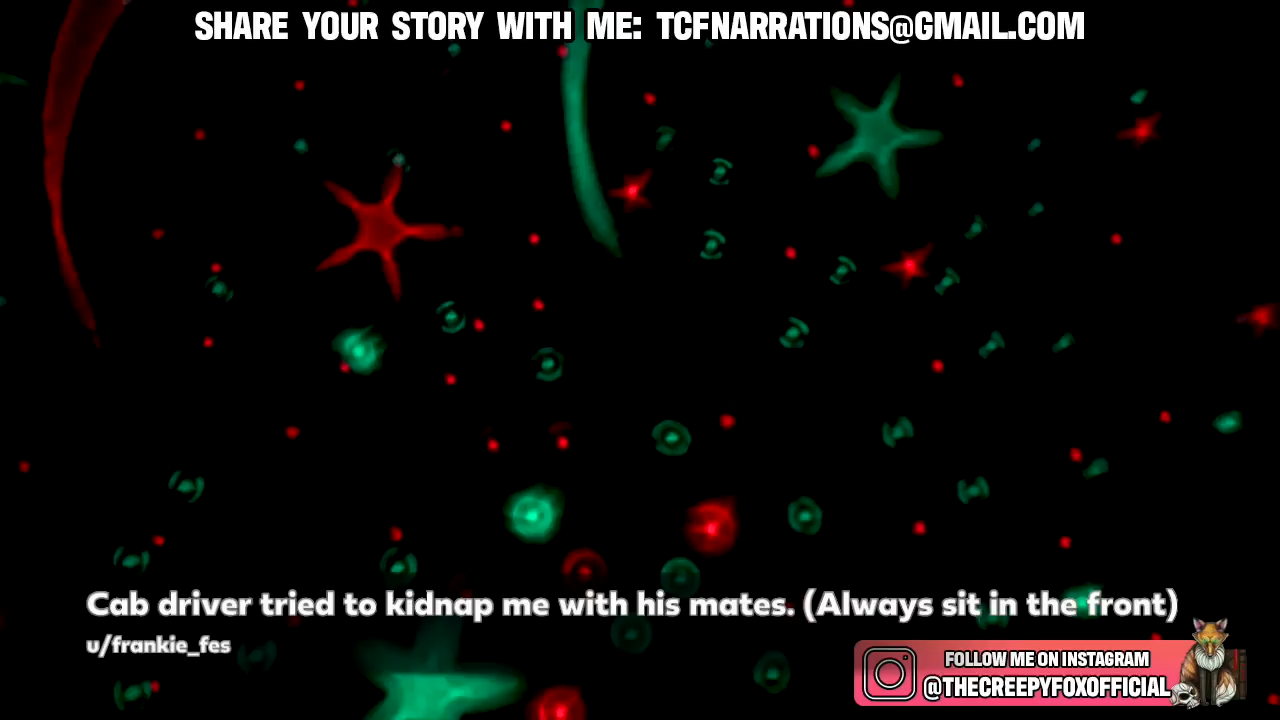 SHARE YOUR STORY WITH ME: TCFNARRATIONS@GMAIL.COM
Cab driver tried to kidnap me with his mates. (Always sit in the front)
u/frankie_fes
FOLLOW ME ON INSTAGRAM
@THECREEPYFOXOFFICIAL